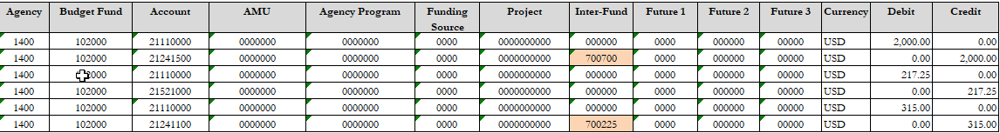 Agency Budget Fund Account AMU Agency Program Funding Source Project Inter-Fund Future 1 Future 2 Future 3 Currency Debit Credit
1400 102000 21110000 0000000 0000000 0000 0000000000 000000 0000 000000 00000 USD 2,000.00 0.00
1400 102000 21241500 0000000 0000000 0000 0000000000 700700 0000 000000 00000 USD 0.00 2,000.00
1400 21110000 0000000 0000000 0000 0000000000 000000 0000 000000 00000 USD 217.25 0.00
1400 102000 21521000 0000000 0000000 0000 0000000000 000000 0000 000000 00000 USD 0.00 217.25
1400 102000 21110000 0000000 0000000 0000 0000000000 000000 0000 000000 00000 USD 315.00 0.00
1400 102000 21241100 0000000 0000000 0000 0000000000 700225 0000 000000 00000 USD 0.00 315.00